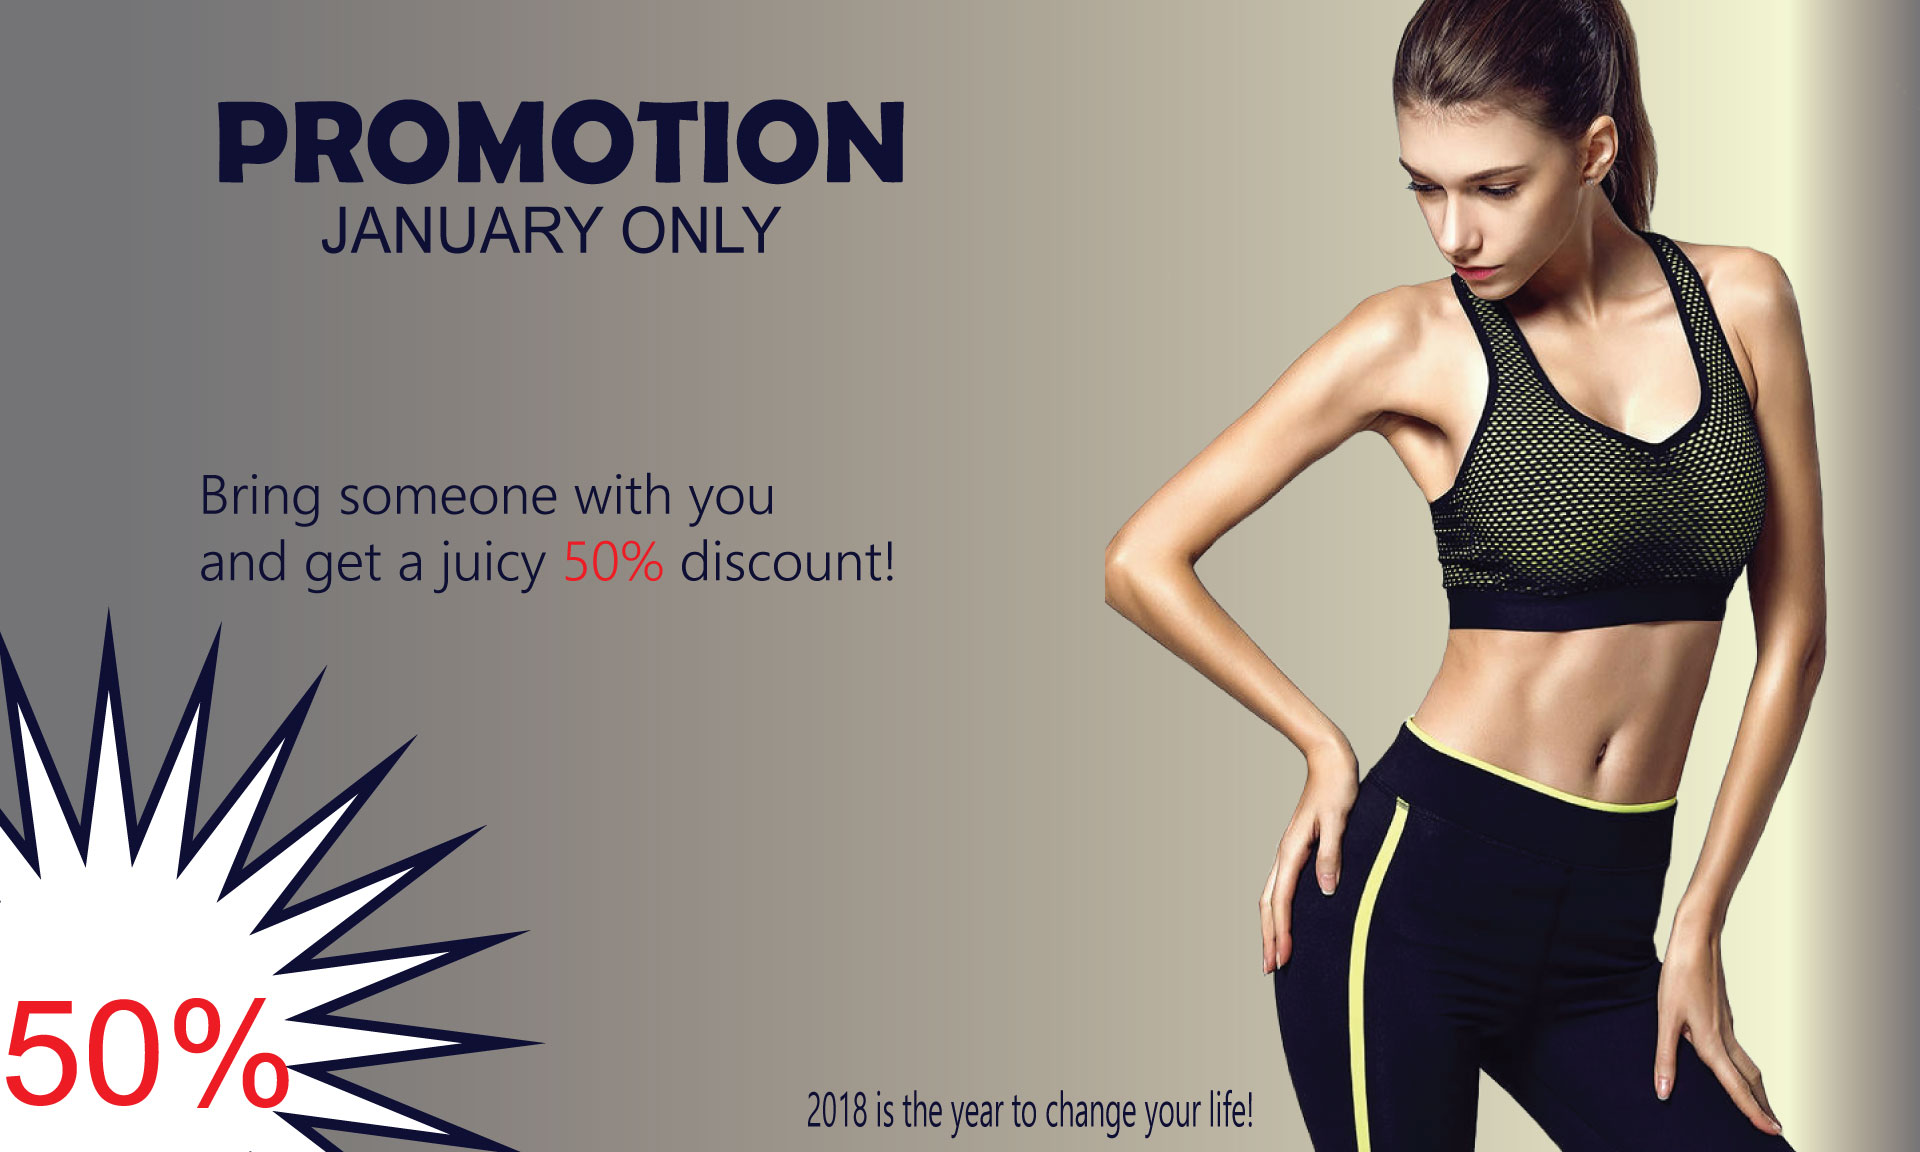 PROMOTION
JANUARY ONLY
Bring someone with you
and get a juicy 50% discount!
50%
2018 is the year to change your life!